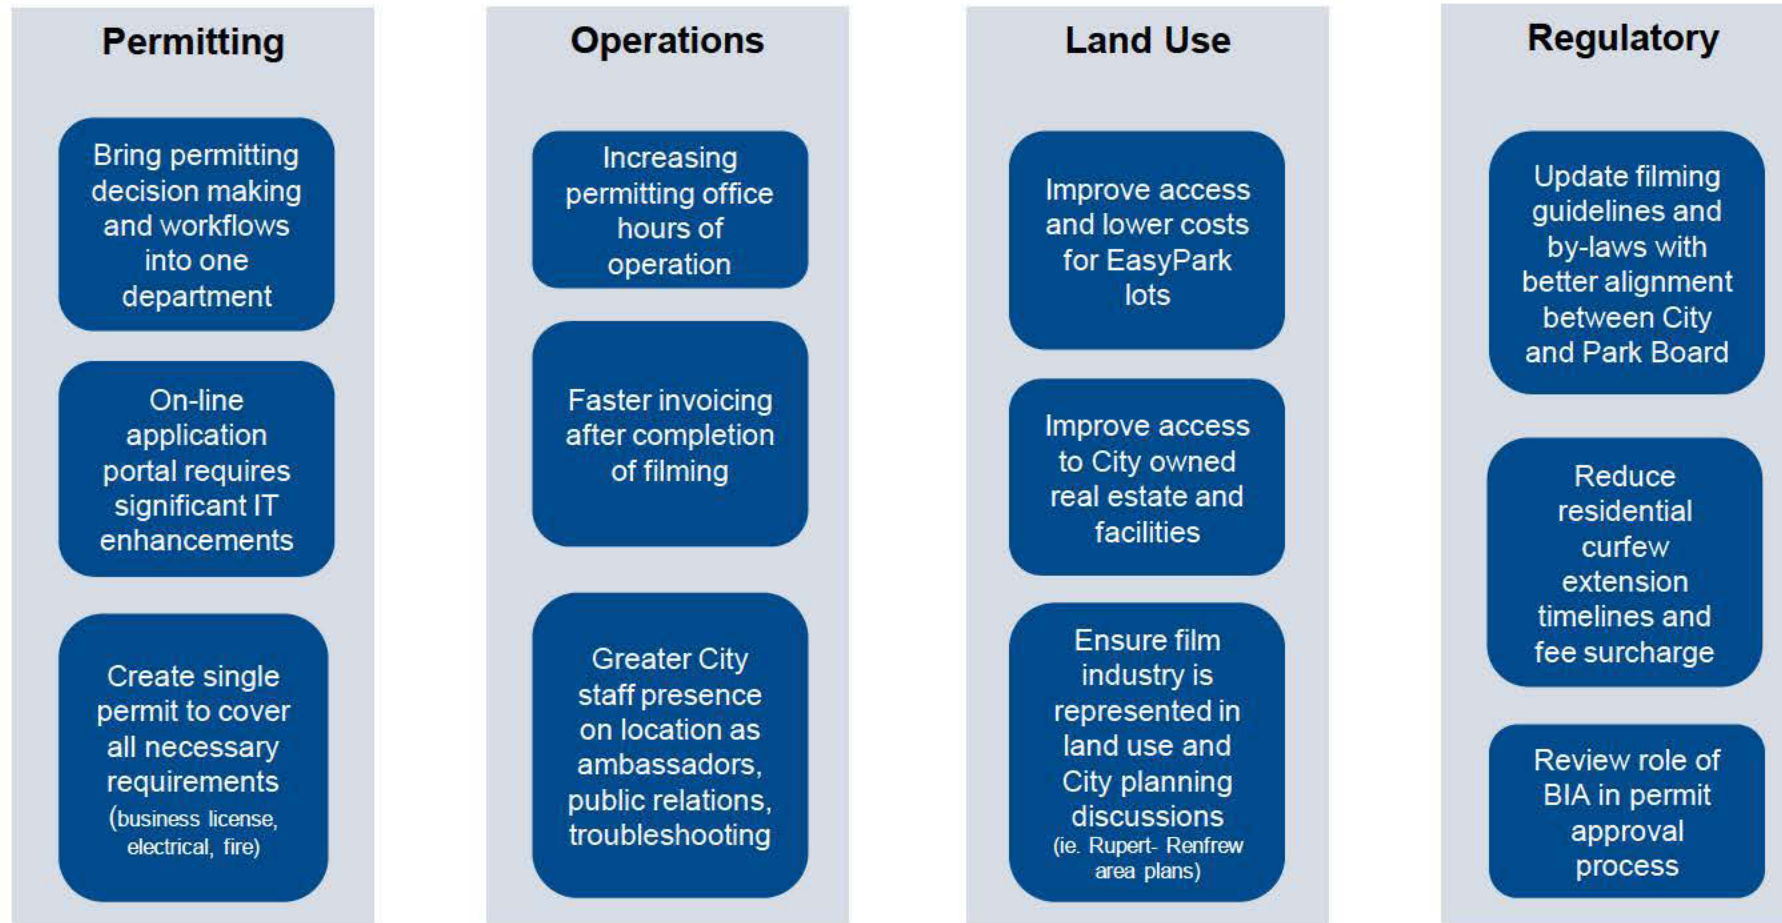 Permitting
Bring permitting
decision making
and workflows
into one
department
On-line
application
portal requires
significant IT
enhancements
Create single
permit to cover
all necessary
requirements
(business license,
electrical, fire)
Operations
Increasing
permitting office
hours of
operation
Faster invoicing
after completion
of filming
Greater City
staff presence
on location as
ambassadors,
public relations,
troubleshooting
Land Use
Improve access
and lower costs
for EasyPark
lots
Improve access
to City owned
real estate and
facilities
Ensure film
industry is
represented in
land use and
City planning
discussions
(ie. Rupert- Renfrew
area plans)
Regulatory
Update filming
guidelines and
by-laws with
better alignment
between City
and Park Board
Reduce
residential
curfew
extension
timelines and
fee surcharge
Review role of
BIA in permit
approval
process